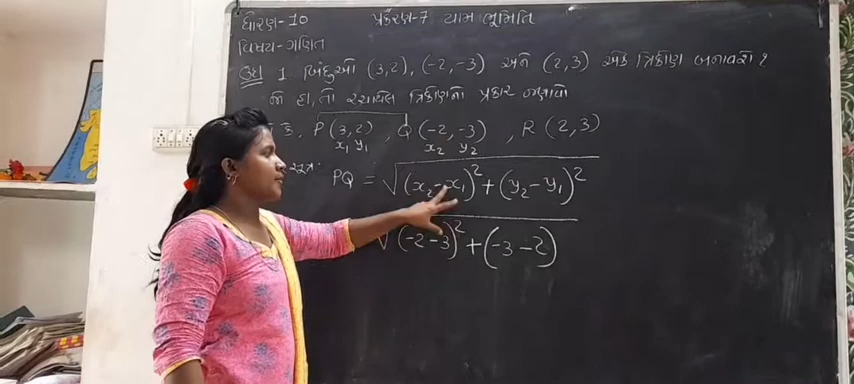 ધોરણ-10 પ્રકરણ-7 યામ ભૂમિતિ
વિષય-ગણિત
ઉદા 1 બિંદુઓ (3,2), (-2,-3) અને (2,3) એક ત્રિકોણ બનાવશે?
જો હા, તો રચાયેલ ત્રિકોણનો પ્રકાર જણાવો
કે, P(3,2), Q(-2,-3), R(2,3)
x₁ y₁ x₂ y₂
સૂત્ર: PQ = √(x₂-x₁)²+(y₂-y₁)²
√(-2-3)²+(-3-2)